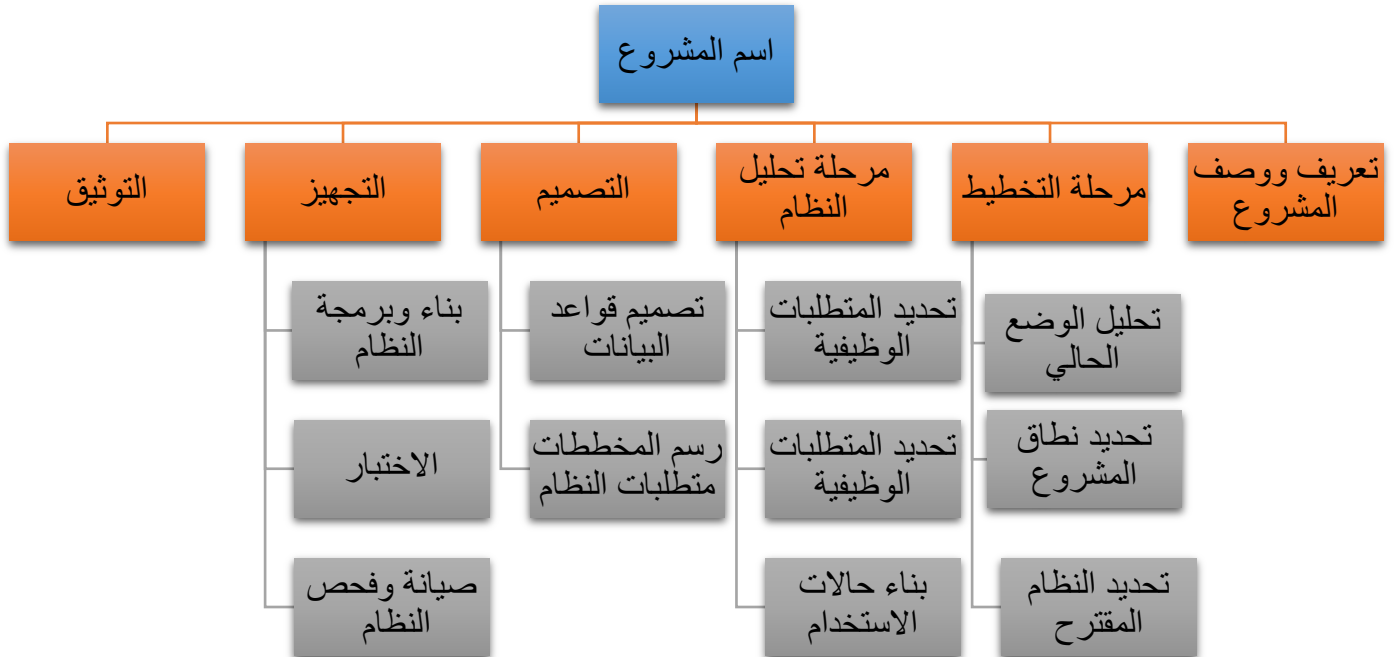 اسم المشروع
تعريف ووصف
المشروع
مرحلة التخطيط
مرحلة تحليل
النظام
التصميم
التجهيز
التوثيق
تحليل الوضع
الحالي
تحديد نطاق
المشروع
تحديد النظام
المقترح
تحديد المتطلبات
الوظيفية
تحديد المتطلبات
الوظيفية
بناء حالات
الاستخدام
تصميم قواعد
البيانات
رسم المخططات
متطلبات النظام
بناء وبرمجة
النظام
الاختبار
صيانة وفحص
النظام